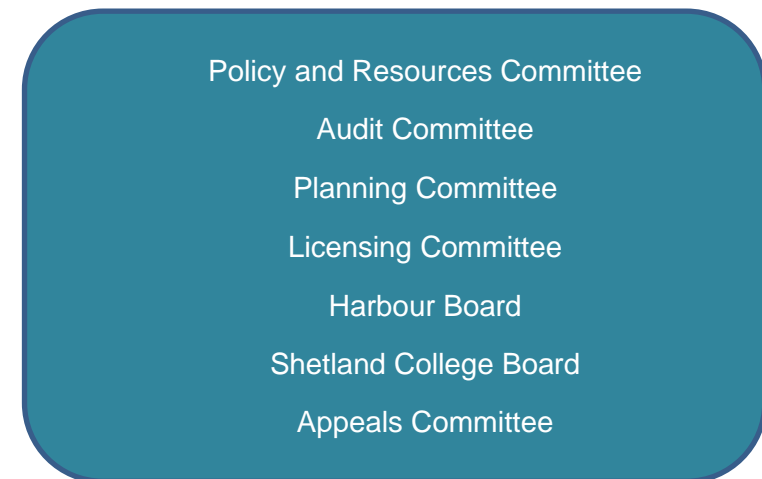 Policy and Resources Committee
Audit Committee
Planning Committee
Licensing Committee
Harbour Board
Shetland College Board
Appeals Committee